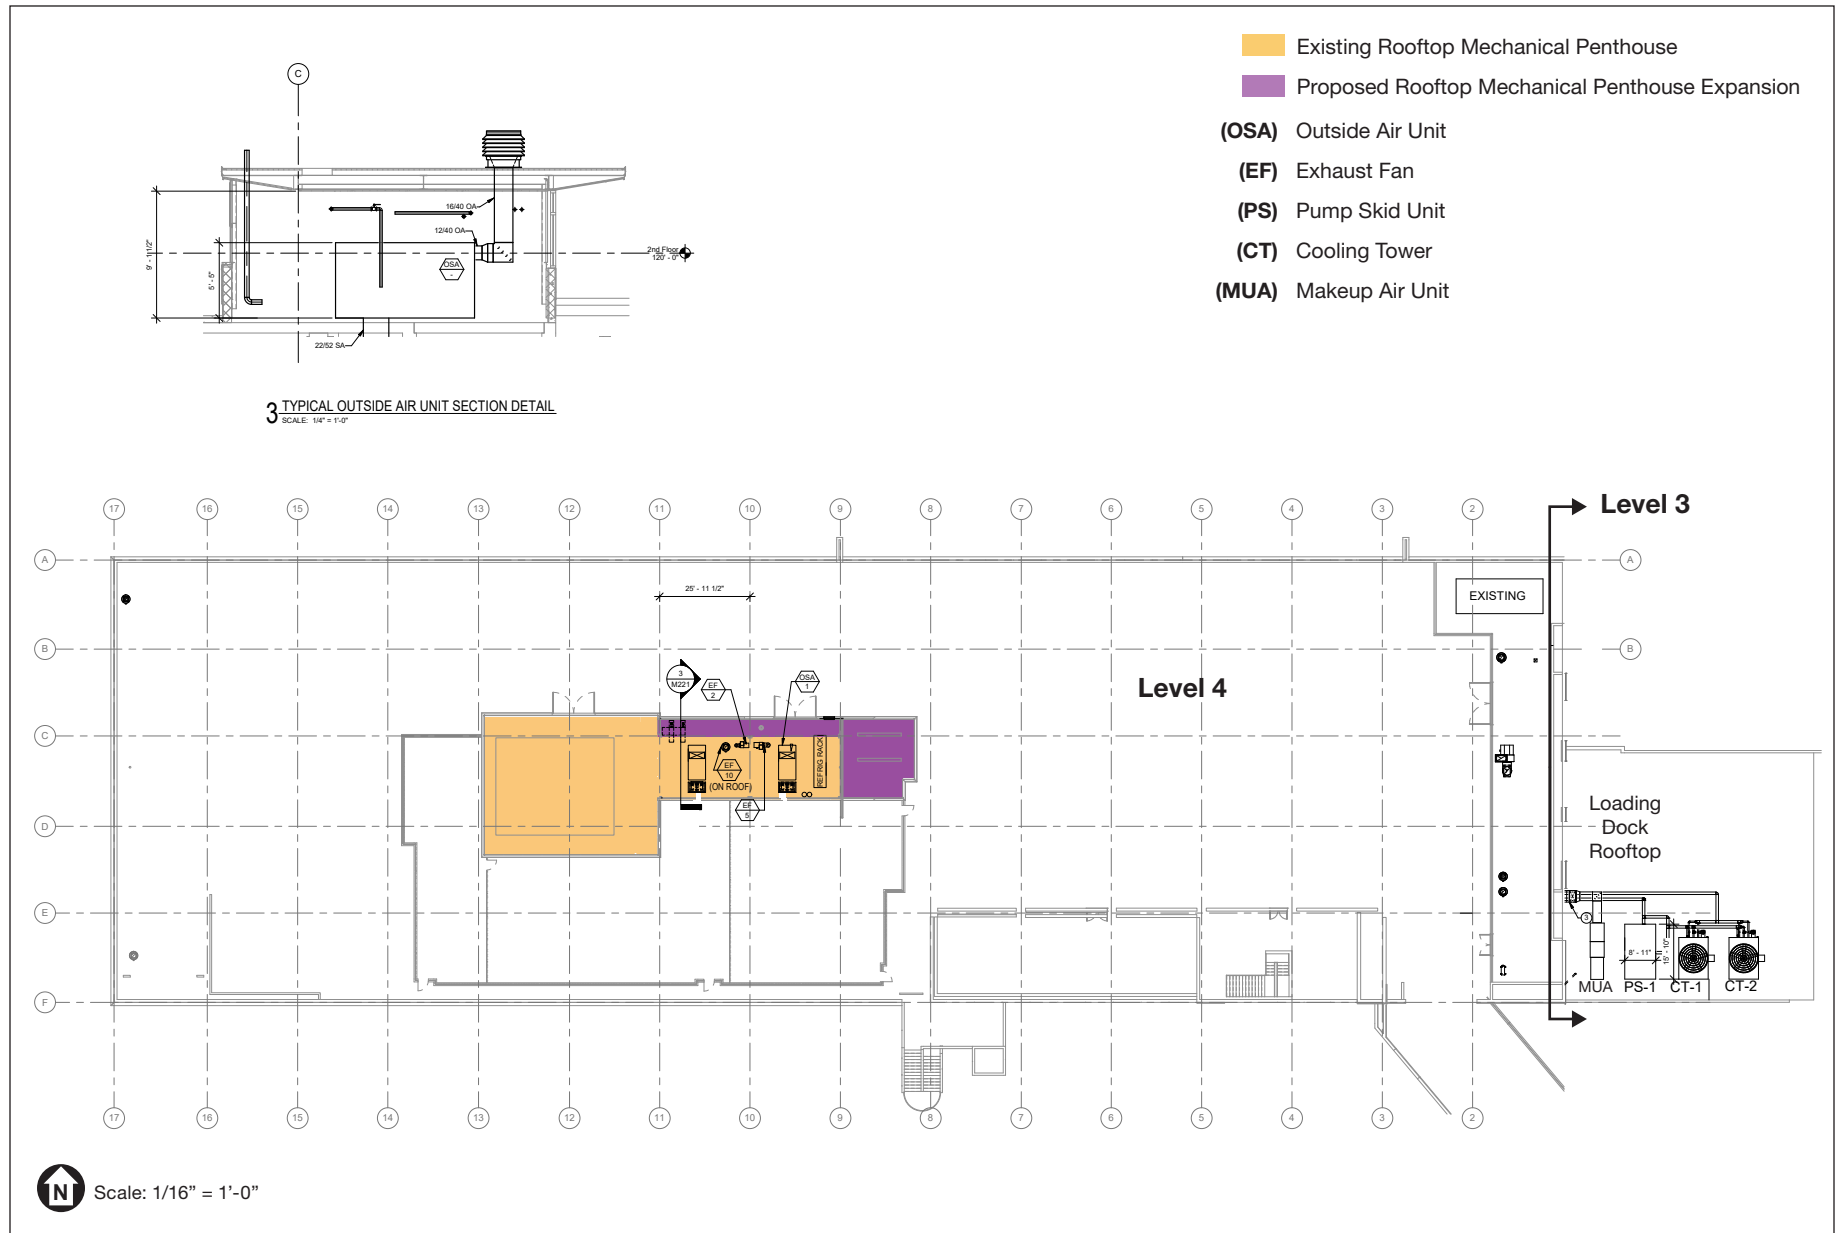 Existing Rooftop Mechanical Penthouse
Proposed Rooftop Mechanical Penthouse Expansion
(OSA) Outside Air Unit
(EF) Exhaust Fan
(PS) Pump Skid Unit
(CT) Cooling Tower
(MUA) Makeup Air Unit
C
16/40 OA
12/40 OA
9' - 1 1/2"
5' - 5"
OSA
-
2nd Floor
120' - 0"
22/52 SA
3 TYPICAL OUTSIDE AIR UNIT SECTION DETAIL
SCALE: 1/4" = 1'-0"
17 16 15 14 13 12 11 10 9 8 7 6 5 4 3 2
Level 3
A A
25' - 11 1/2"
EXISTING
B B
3
M221
EF
2
OSA
1
Level 4
C
EF
10
(ON ROOF)
REFRIG RACK
EF
5
D
Loading
Dock
Rooftop
E
3
8' - 11"
15' - 10"
MUA PS-1 CT-1 CT-2
F
17 16 15 14 13 12 11 10 9 8 7 6 5 4 3 2
N
Scale: 1/16” = 1’-0”